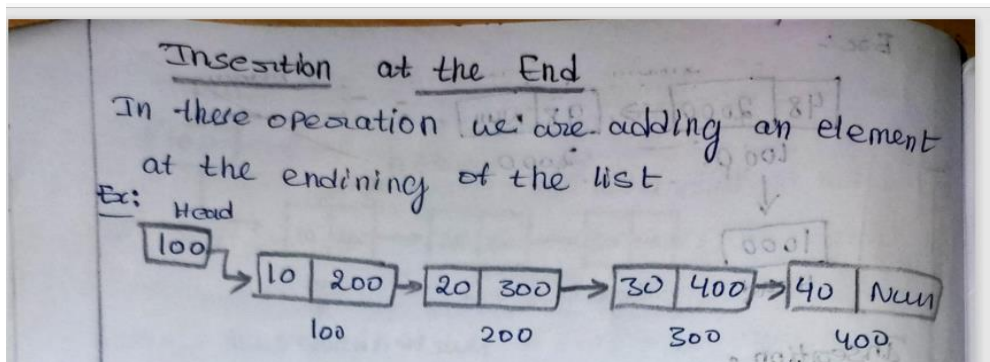 Insertion at the End
In there operation we are adding an element
at the endining of the list
Ex:
Head
100
10 200 20 300 30 400 40 Null
100 200 300 400